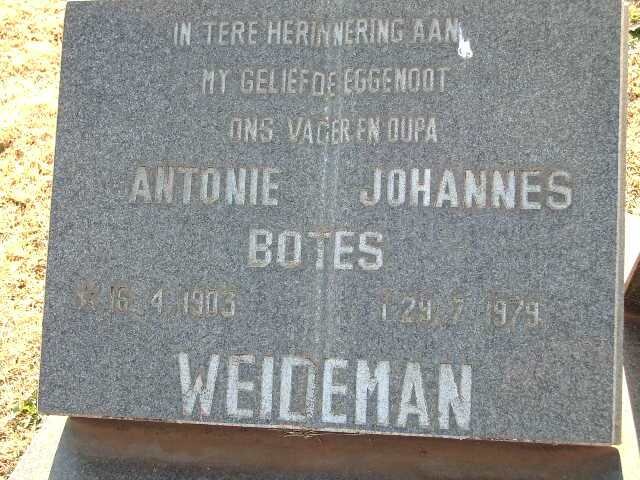 IN TERE HERINNERING AAN
MY GELIEFDE EGGENOOT
ONS VADER EN OUPA
ANTONIE JOHANNES
BOTES
* 16.4.1903 † 29.7.1979
WEIDEMAN